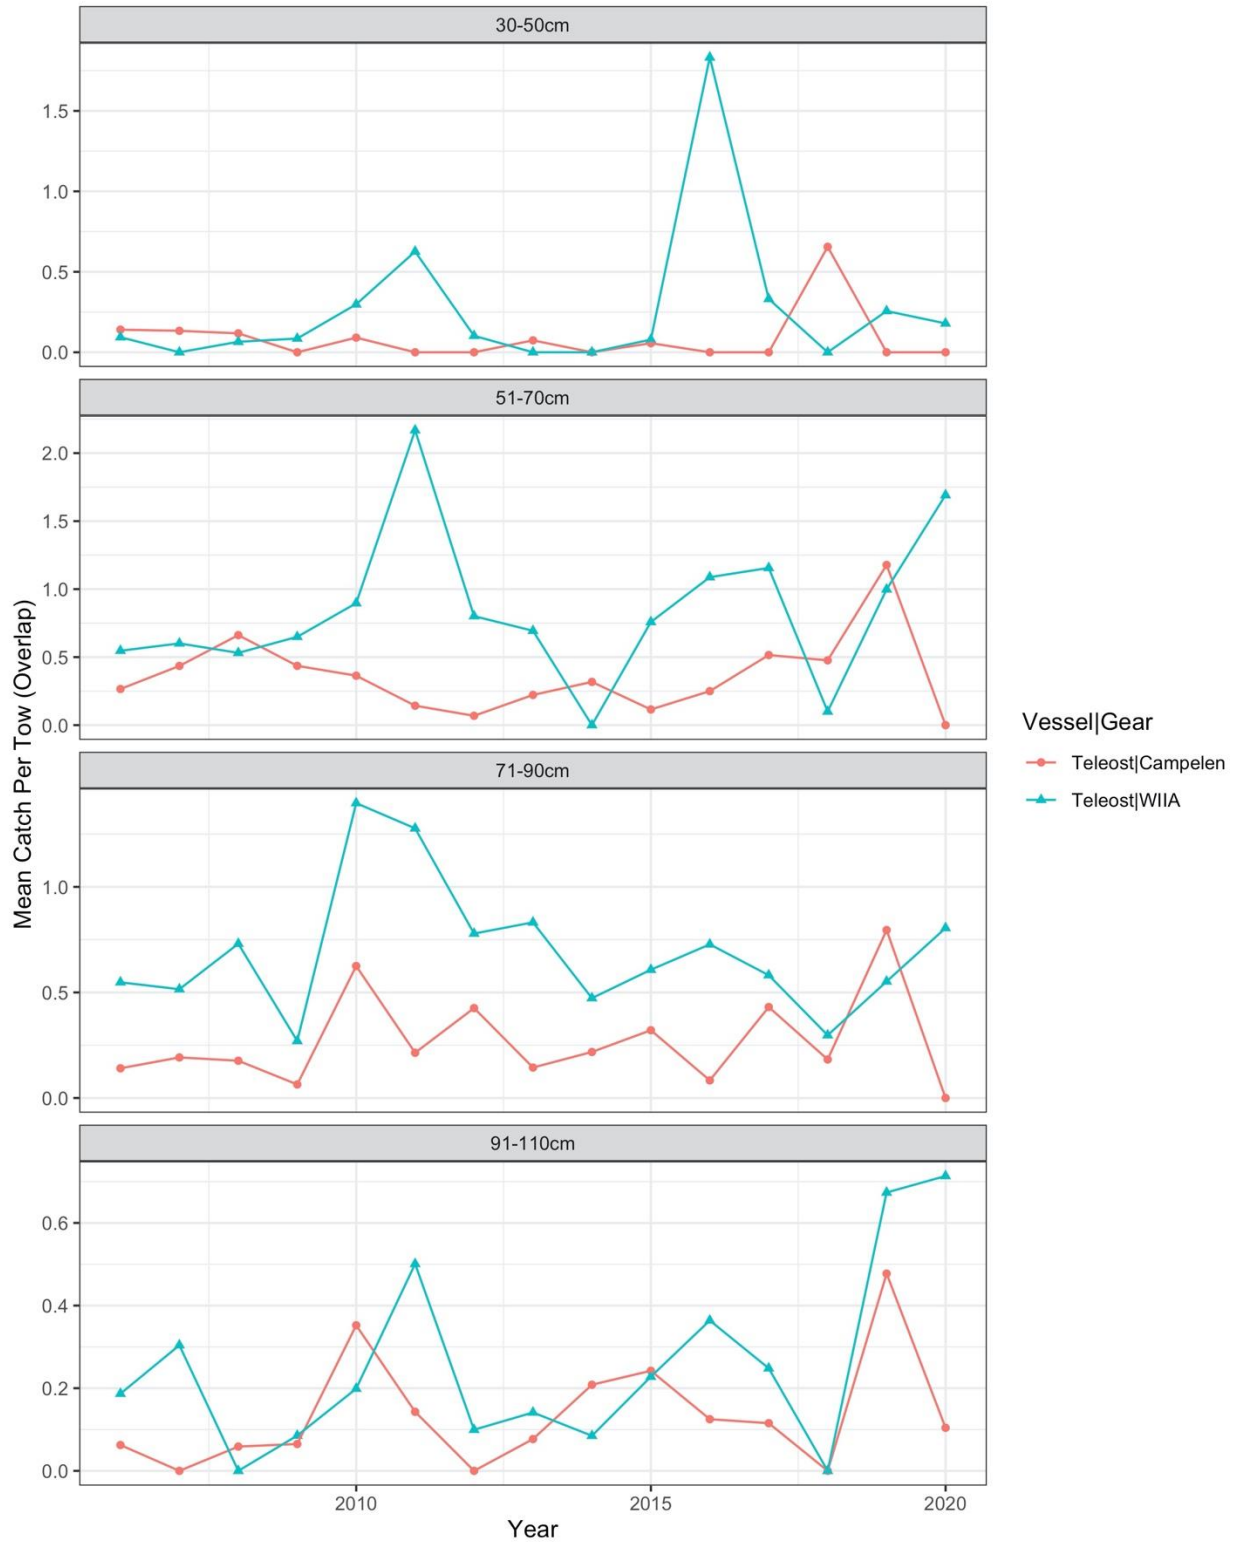 30-50cm
1.5
1.0
0.5
0.0
51-70cm
2.0
1.5
1.0
0.5
0.0
71-90cm
1.0
0.5
0.0
91-110cm
0.6
0.4
0.2
0.0
2010 2015 2020
Year
Mean Catch Per Tow (Overlap)
Vessel|Gear
Teleost|Campelen
Teleost|WIIA